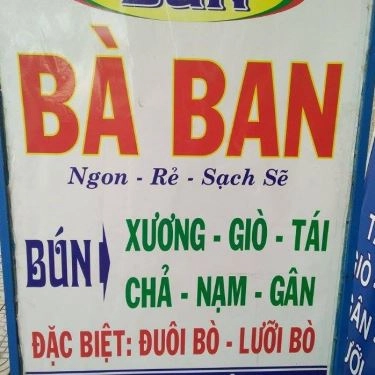 BÚN
BÀ BAN
Ngon - Rẻ - Sạch Sẽ
BÚN
XƯƠNG - GIÒ - TÁI
CHẢ - NẠM - GÂN
ĐẶC BIỆT: ĐUÔI BÒ - LƯỠI BÒ